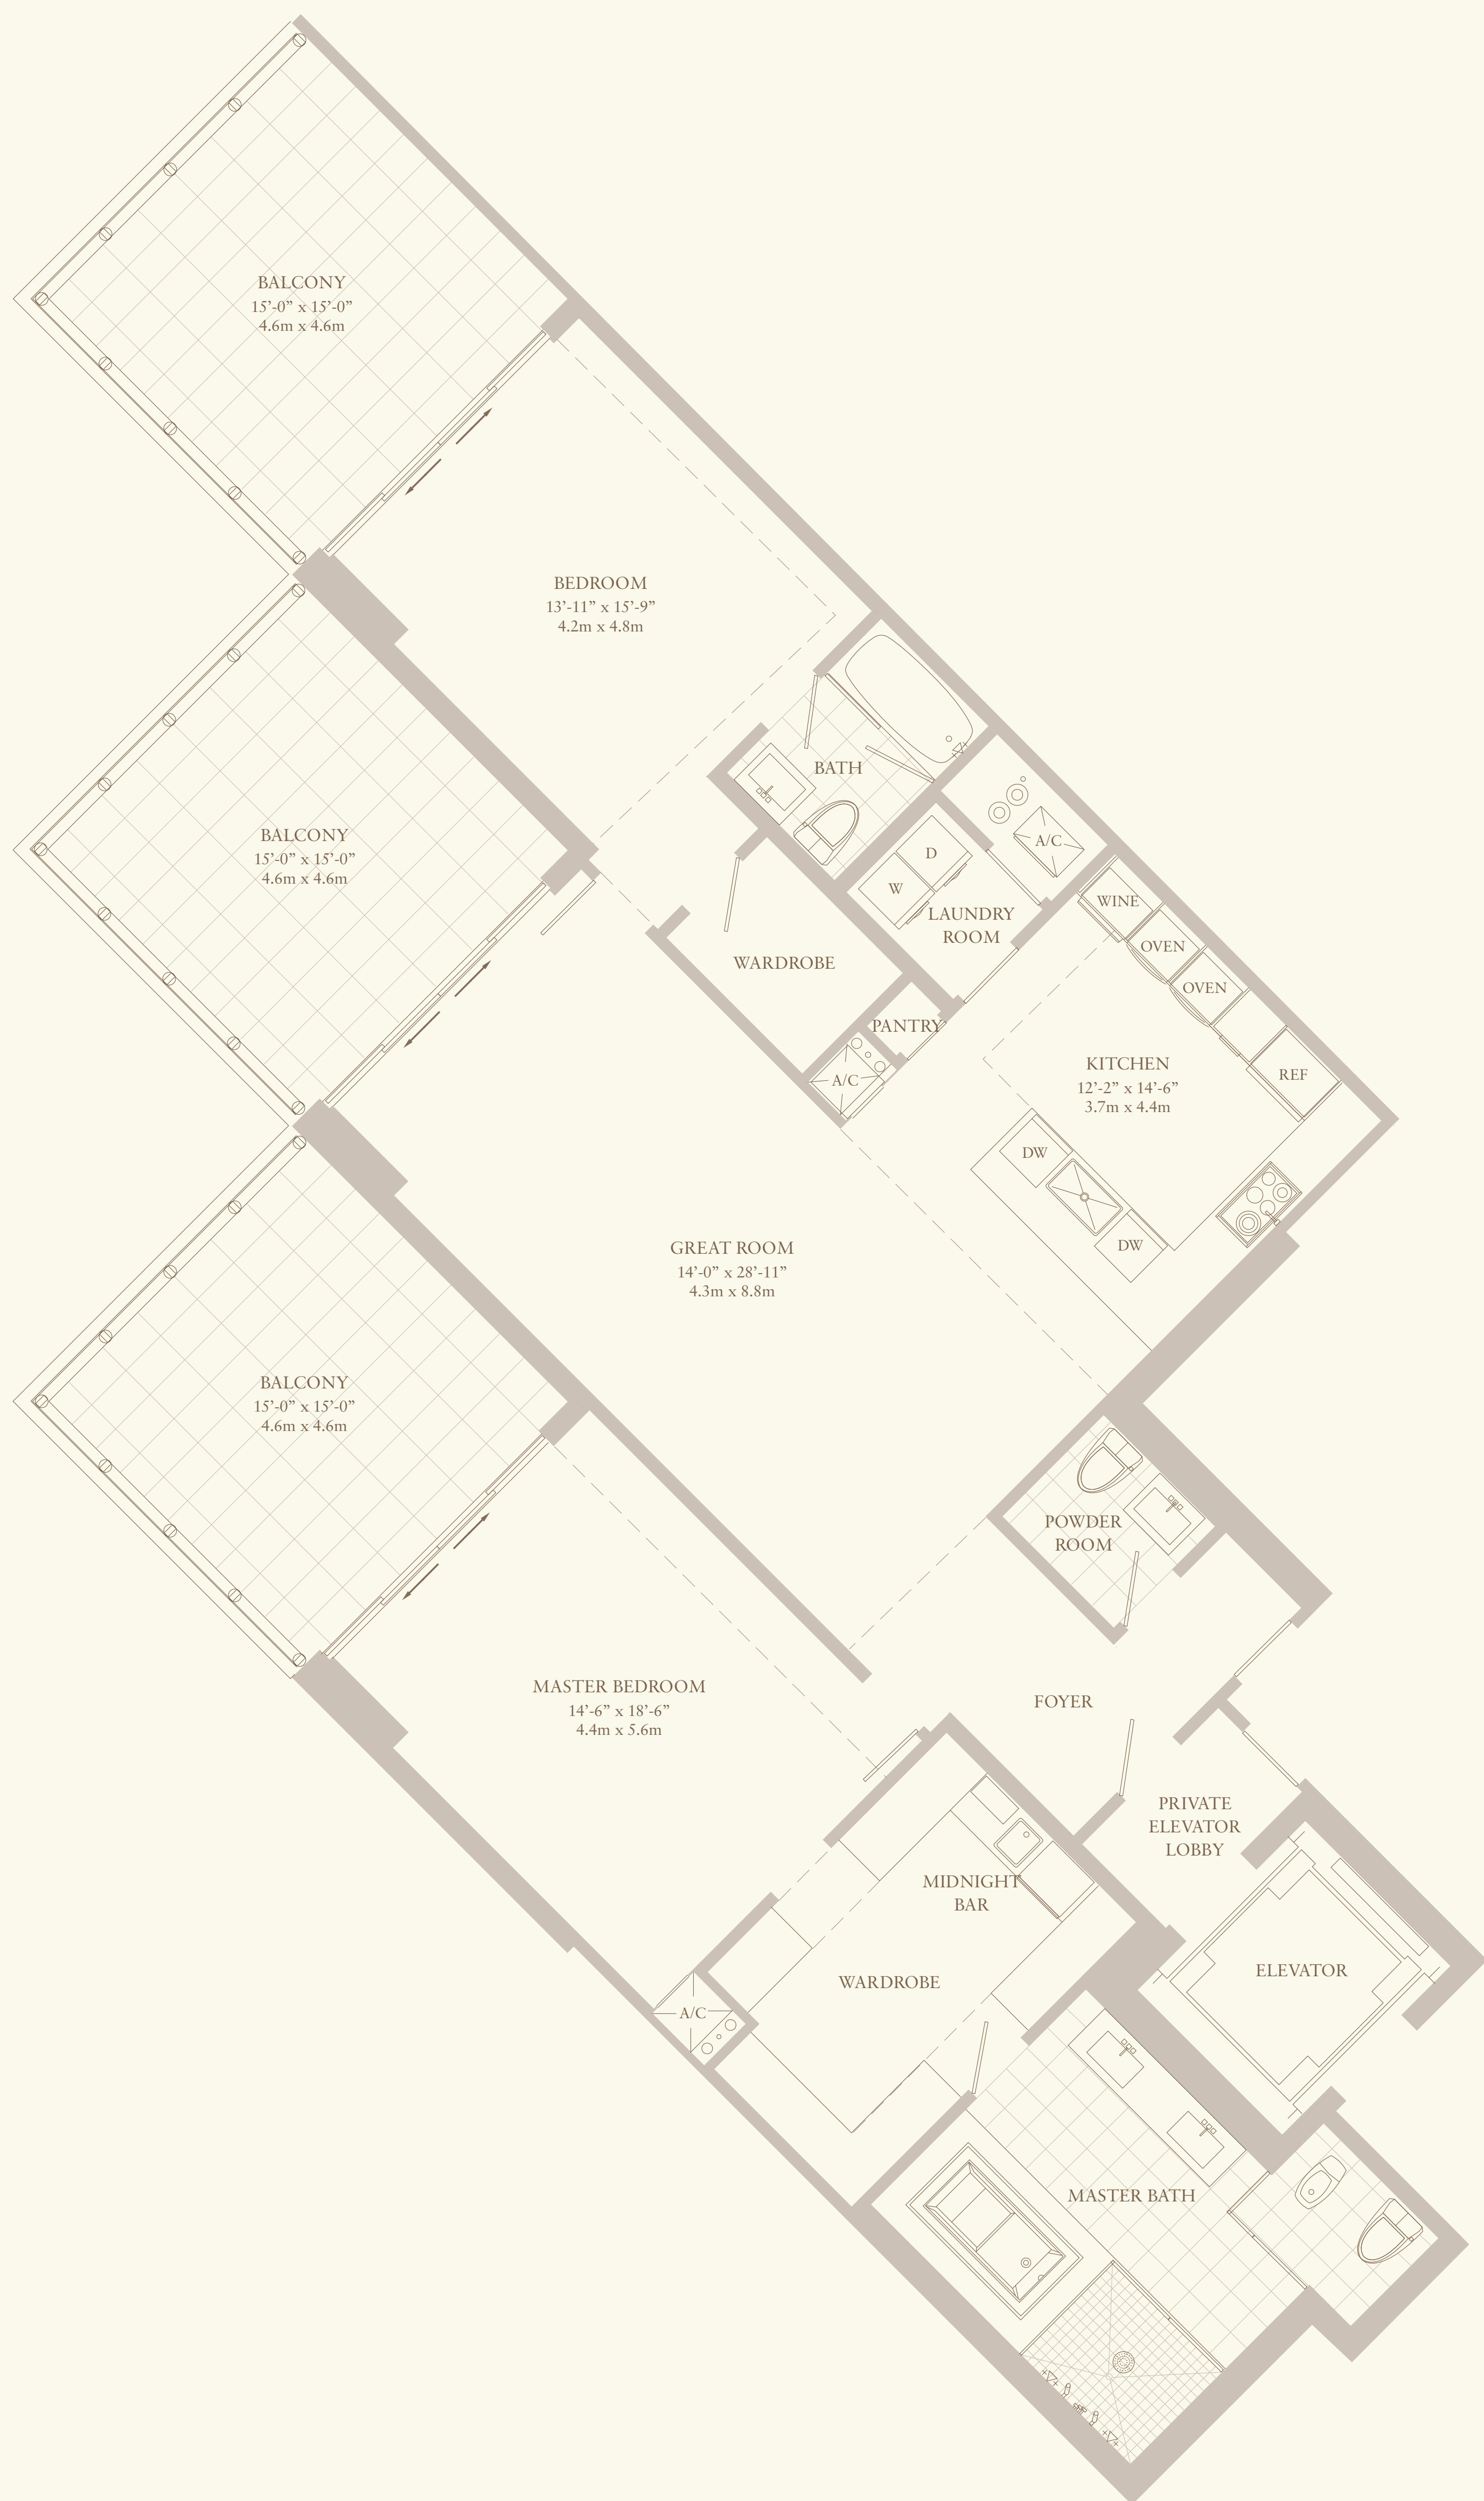 BALCONY
15’-0” x 15’-0”
4.6m x 4.6m
BEDROOM
13’-11” x 15’-9”
4.2m x 4.8m
BATH
A/C
D
W
LAUNDRY
ROOM
BALCONY
15’-0” x 15’-0”
4.6m x 4.6m
WARDROBE
WINE
OVEN
OVEN
PANTRY
A/C
KITCHEN
12’-2” x 14’-6”
3.7m x 4.4m
REF
DW
DW
GREAT ROOM
14’-0” x 28’-11”
4.3m x 8.8m
BALCONY
15’-0” x 15’-0”
4.6m x 4.6m
POWDER
ROOM
MASTER BEDROOM
14’-6” x 18’-6”
4.4m x 5.6m
FOYER
PRIVATE
ELEVATOR
LOBBY
MIDNIGHT
BAR
ELEVATOR
WARDROBE
A/C
MASTER BATH